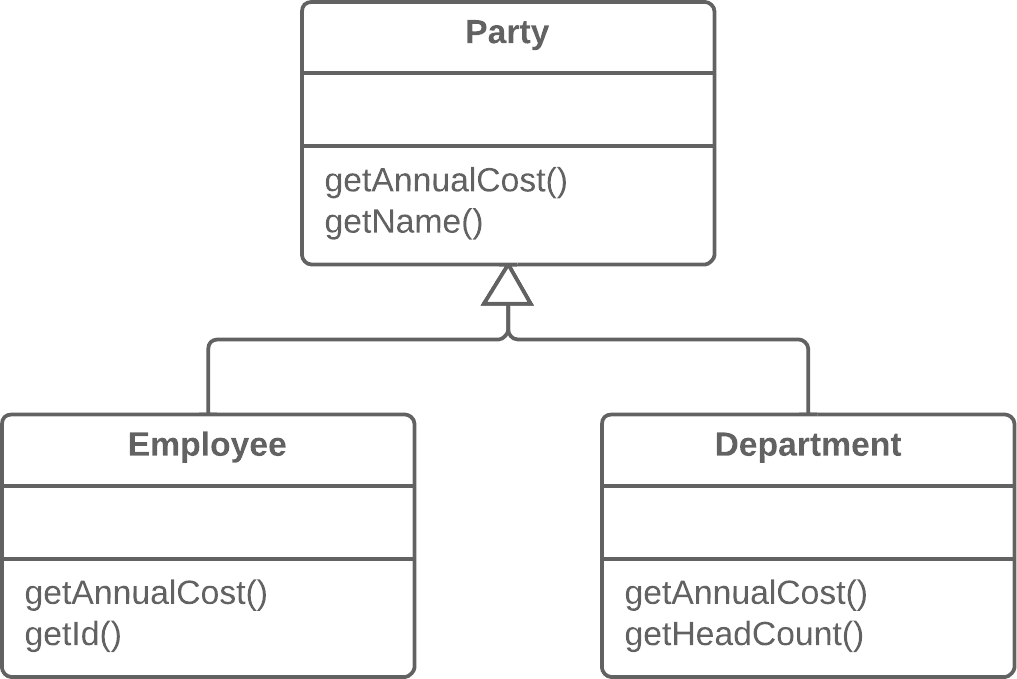 Party
getAnnualCost()
getName()
Employee
getAnnualCost()
getId()
Department
getAnnualCost()
getHeadCount()